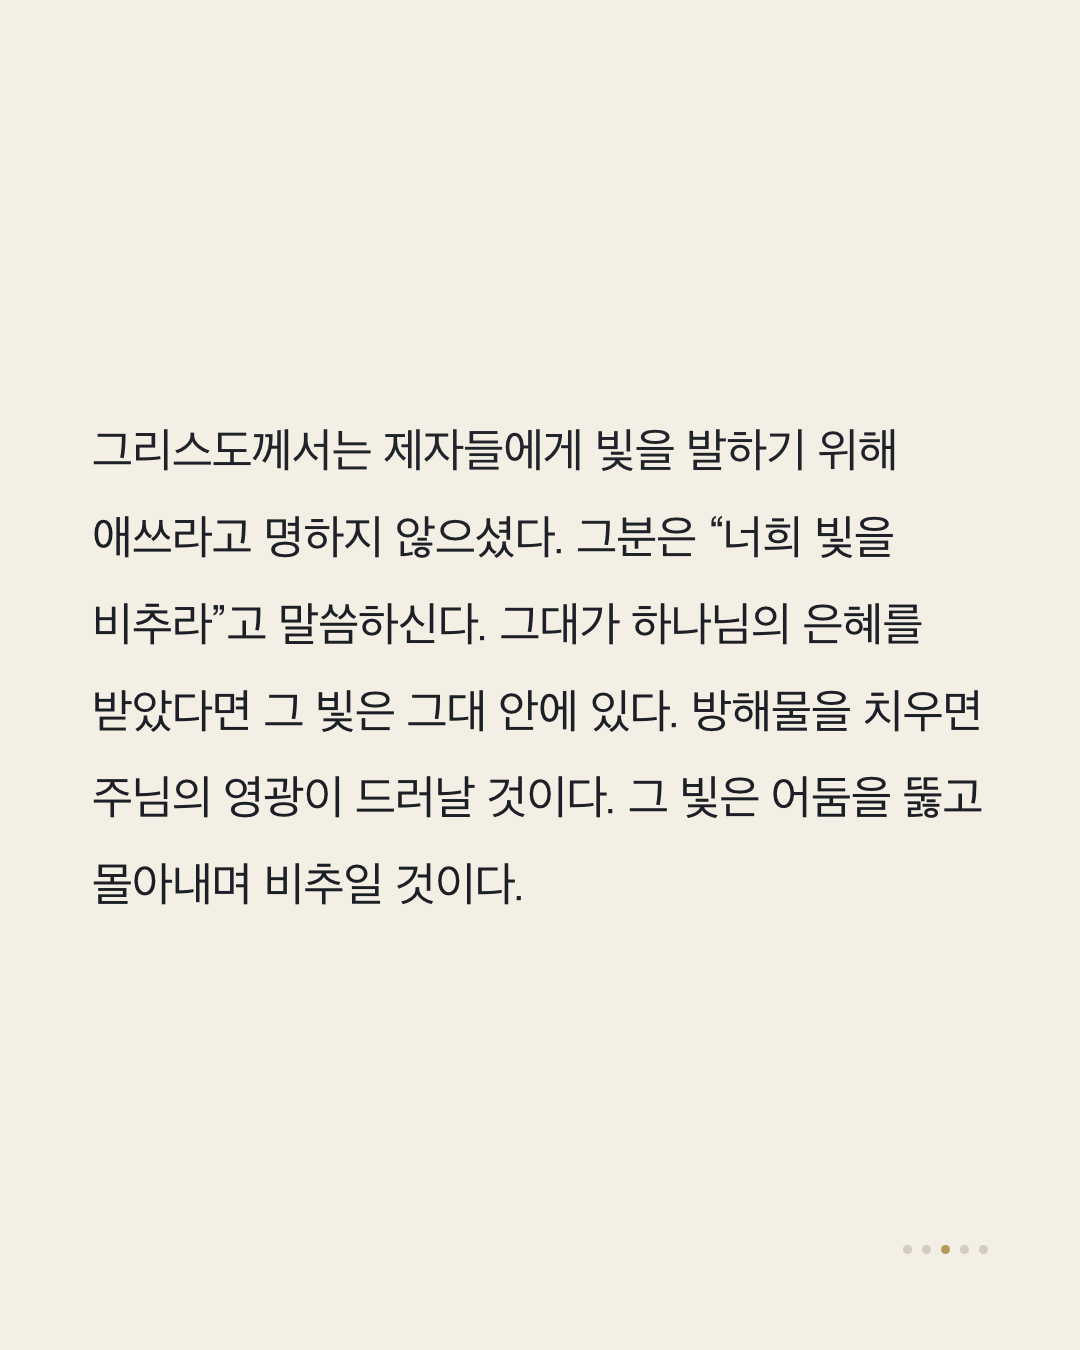 그리스도께서는 제자들에게 빛을 발하기 위해
애쓰라고 명하지 않으셨다. 그분은 “너희 빛을
비추라”고 말씀하신다. 그대가 하나님의 은혜를
받았다면 그 빛은 그대 안에 있다. 방해물을 치우면
주님의 영광이 드러날 것이다. 그 빛은 어둠을 뚫고
몰아내며 비추일 것이다.